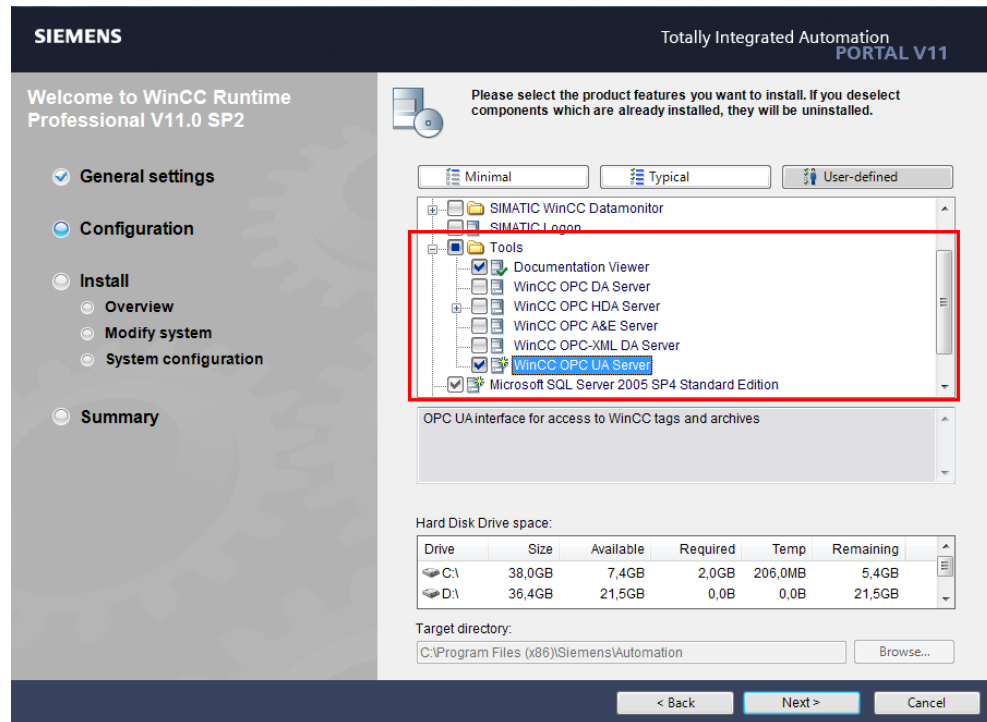 SIEMENS
Totally Integrated Automation
PORTAL V11
Welcome to WinCC Runtime
Professional V11.0 SP2
General settings
Configuration
Install
Overview
Modify system
System configuration
Summary
Please select the product features you want to install. If you deselect
components which are already installed, they will be uninstalled.
Minimal
Typical
User-defined
SIMATIC WinCC Datamonitor
SIMATIC Logon
Tools
Documentation Viewer
WinCC OPC DA Server
WinCC OPC HDA Server
WinCC OPC A&E Server
WinCC OPC-XML DA Server
WinCC OPC UA Server
Microsoft SQL Server 2005 SP4 Standard Edition
OPC UA interface for access to WinCC tags and archives
Hard Disk Drive space:
Drive Size Available Required Temp Remaining
C:\ 38,0GB 7,4GB 2,0GB 206,0MB 5,4GB
D:\ 36,4GB 21,5GB 0,0B 0,0B 21,5GB
Target directory:
C:\Program Files (x86)\Siemens\Automation
Browse...
< Back
Next >
Cancel